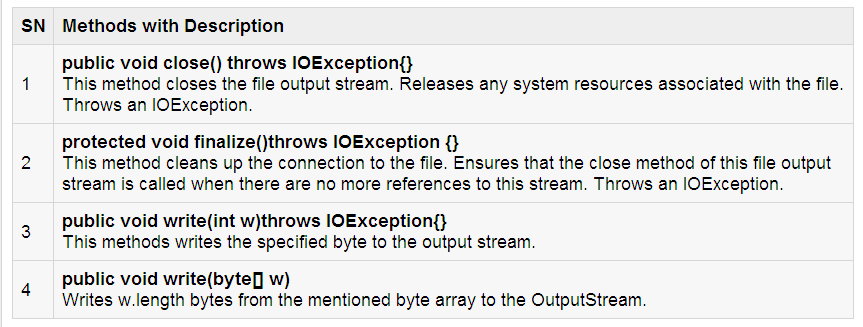 SN Methods with Description
1
public void close() throws IOException{}
This method closes the file output stream. Releases any system resources associated with the file.
Throws an IOException.
2
protected void finalize()throws IOException {}
This method cleans up the connection to the file. Ensures that the close method of this file output
stream is called when there are no more references to this stream. Throws an IOException.
3
public void write(int w)throws IOException{}
This methods writes the specified byte to the output stream.
4
public void write(byte[] w)
Writes w.length bytes from the mentioned byte array to the OutputStream.